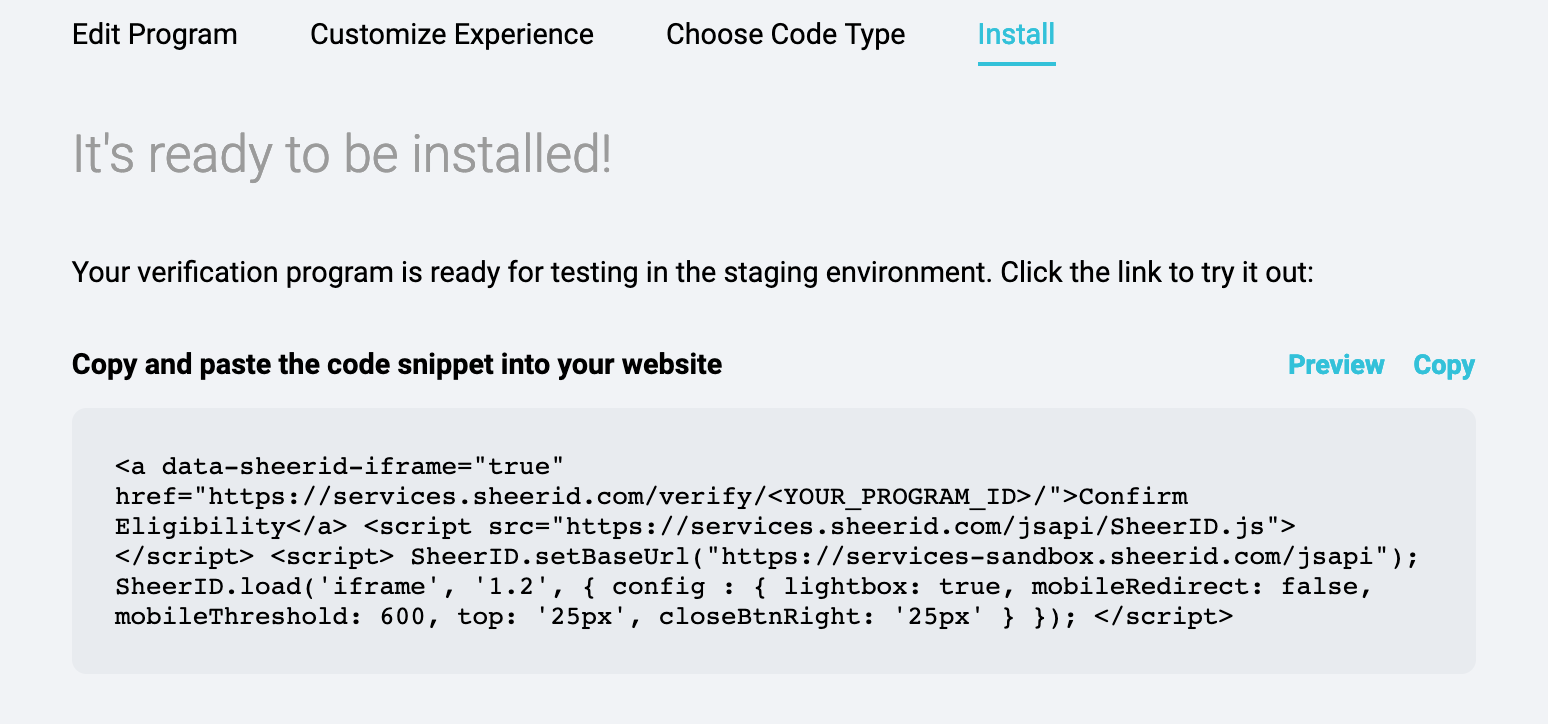 Edit Program Customize Experience Choose Code Type Install
It's ready to be installed!
Your verification program is ready for testing in the staging environment. Click the link to try it out:
Copy and paste the code snippet into your website Preview Copy
<a data-sheerid-iframe="true"
href="https://services.sheerid.com/verify/<YOUR_PROGRAM_ID>/">Confirm
Eligibility</a> <script src="https://services.sheerid.com/jsapi/SheerID.js">
</script> <script> SheerID.setBaseUrl("https://services-sandbox.sheerid.com/jsapi");
SheerID.load('iframe', '1.2', { config : { lightbox: true, mobileRedirect: false,
mobileThreshold: 600, top: '25px', closeBtnRight: '25px' } }); </script>